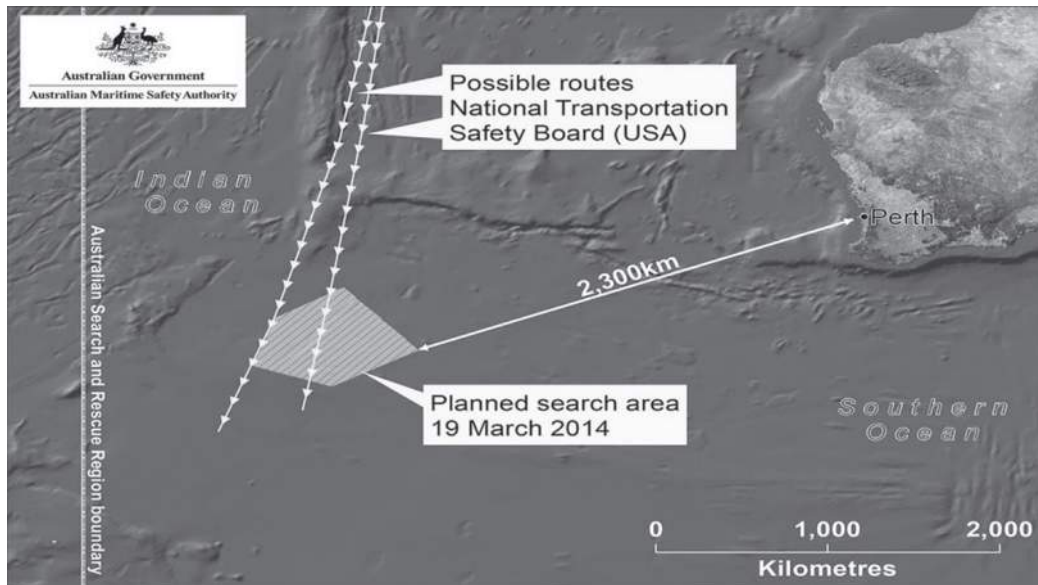 Australian Government
Australian Maritime Safety Authority
Possible routes
National Transportation
Safety Board (USA)
Indian
Ocean
Perth
2,300km
Australian Search and Rescue Region boundary
Planned search area
19 March 2014
Southern
Ocean
0 1,000 2,000
Kilometres